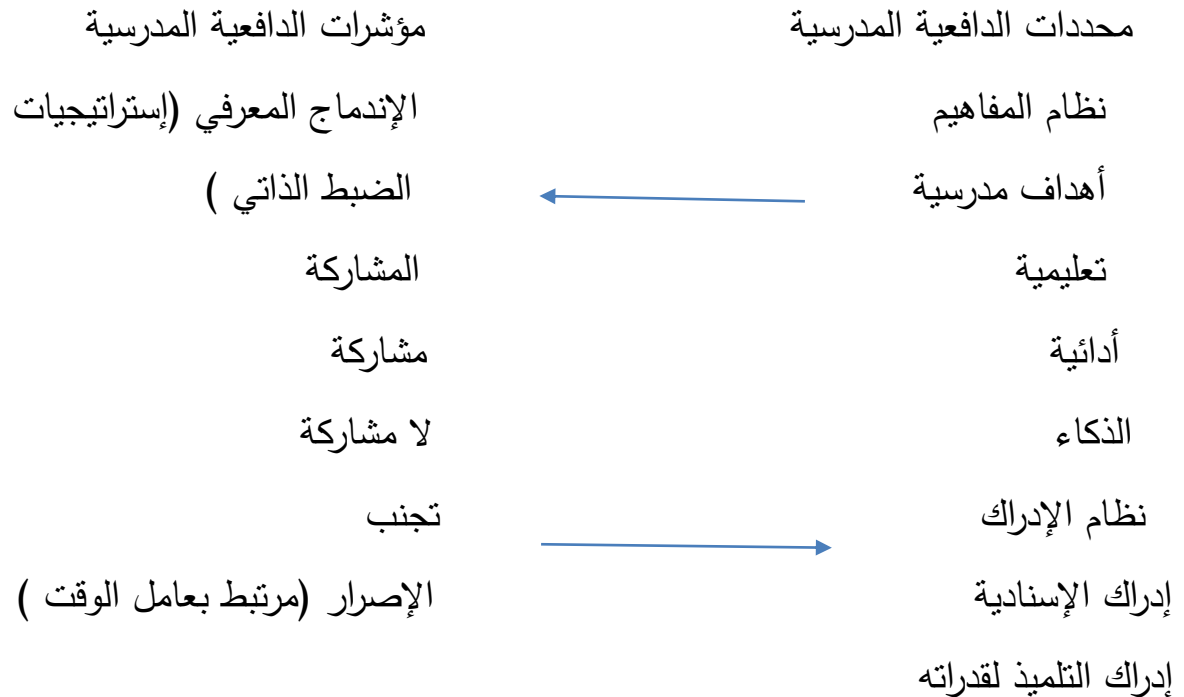 محددات الدافعية المدرسية
مؤشرات الدافعية المدرسية
نظام المفاهيم
الإندماج المعرفي (إستراتيجيات
أهداف مدرسية
الضبط الذاتي )
تعليمية
المشاركة
أدائية
مشاركة
الذكاء
لا مشاركة
نظام الإدراك
تجنب
إدراك الإسنادية
الإصرار (مرتبط بعامل الوقت )
إدراك التلميذ لقدراته